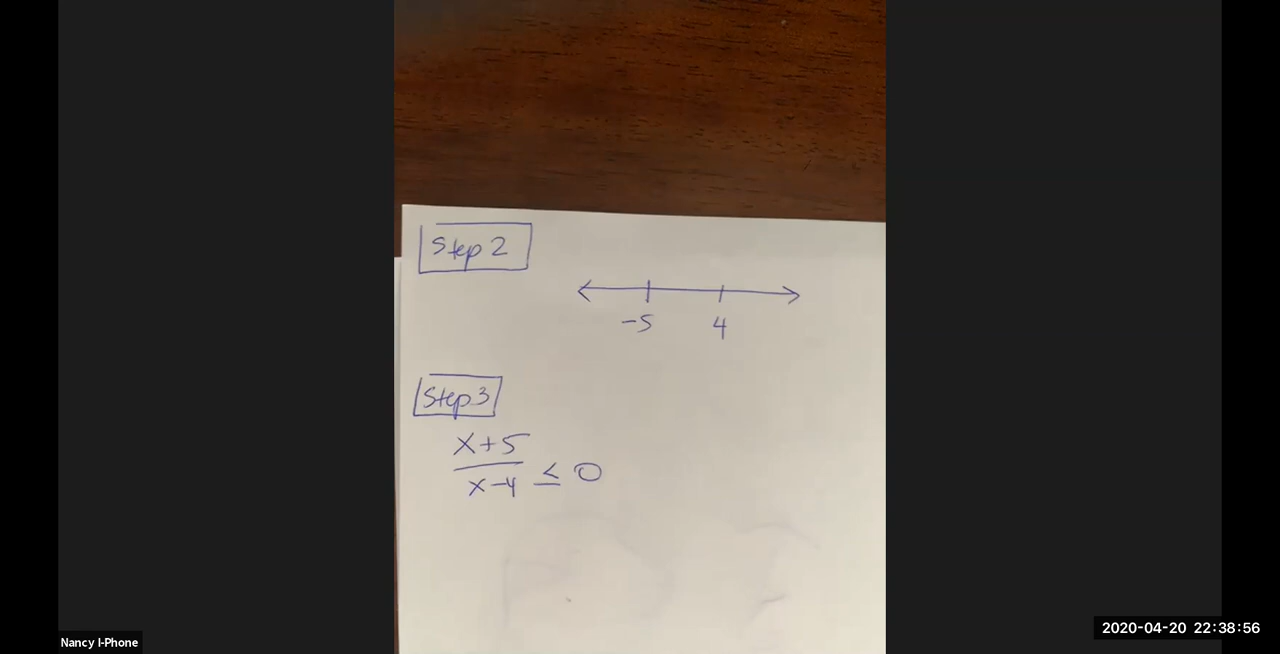 Step 2
-5 4
Step 3
x+5
x-4 ≤ 0
Nancy I-Phone
2020-04-20 22:38:56